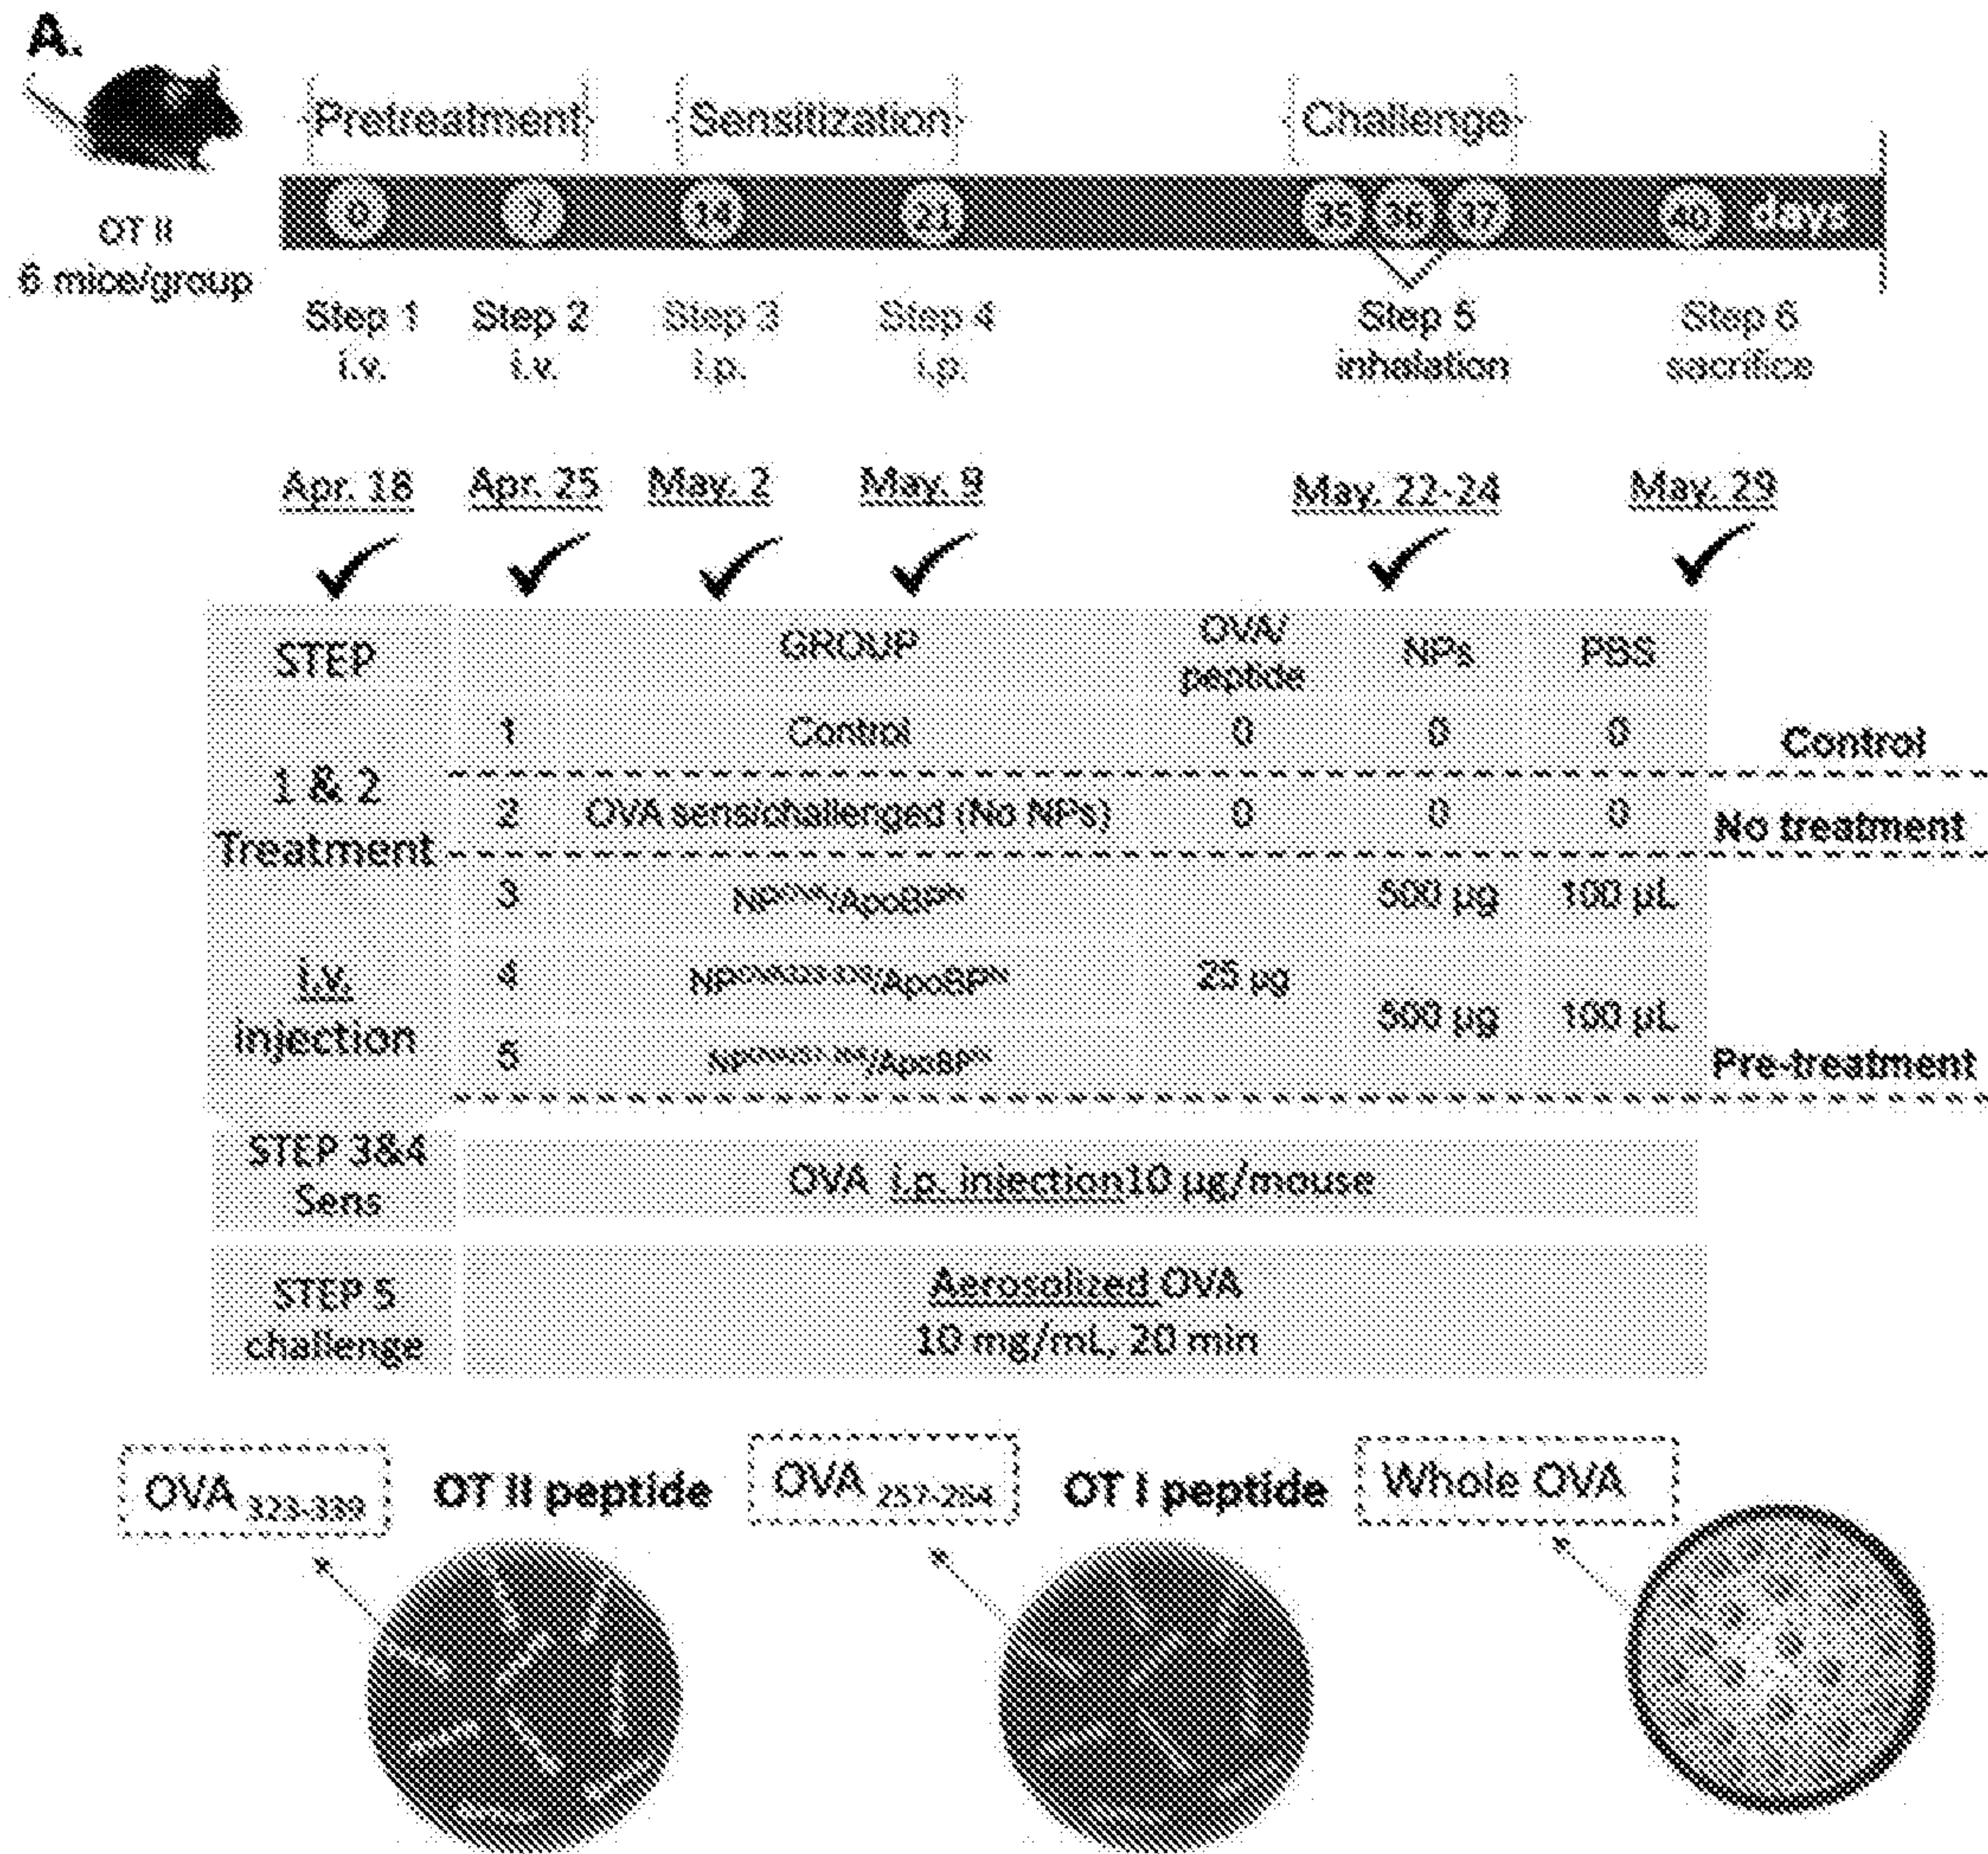 A.
Pretreatment Sensitization Challenge
0 7 14 21 35 36 37 40 days
OT II
6 mice/group
Step 1 Step 2 Step 3 Step 4 Step 5 Step 6
i.v. i.v. i.p. i.p. inhalation sacrifice
Apr. 18 Apr. 25 May. 2 May. 9 May. 22-24 May. 29
STEP GROUP OVA/ peptide NPs PBS
1 Control 0 0 0 Control
1 & 2
Treatment
2 OVA sens/challenged (No NPs) 0 0 0 No treatment
3 /ApoBP 500 µg 100 µL
i.v.
injection
4 /ApoBP 25 µg
500 µg 100 µL
5 /ApoBP
Pre-treatment
STEP 3&4
Sens
OVA i.p. injection10 µg/mouse
STEP 5
challenge
Aerosolized OVA
10 mg/mL, 20 min
OVA 323-339 OT II peptide OVA 257-264 OT I peptide Whole OVA